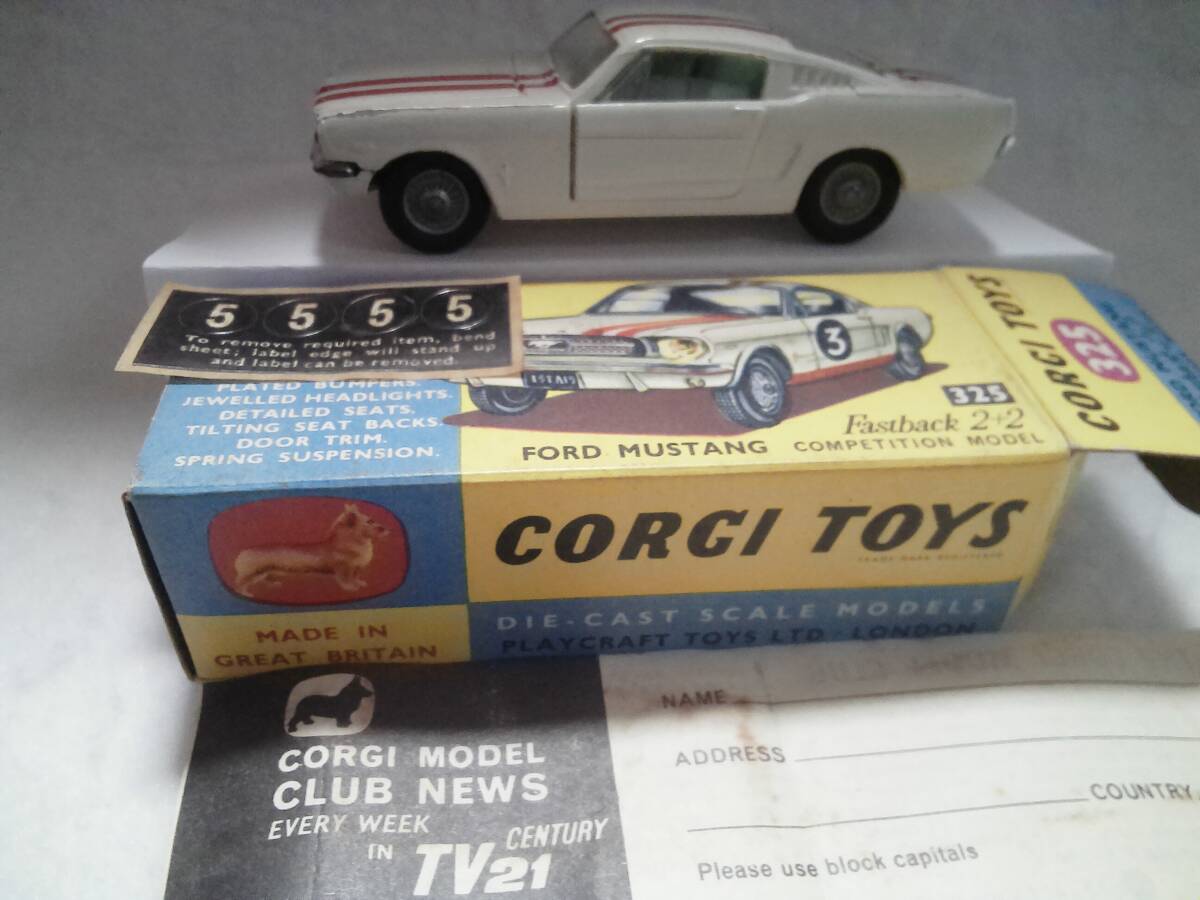 5 5 5 5
To remove required item, bend
sheet; label edge will stand up
and label can be removed.
PLATED BUMPERS.
JEWELLED HEADLIGHTS.
DETAILED SEATS.
TILTING SEAT BACKS.
DOOR TRIM.
SPRING SUSPENSION.
3
325
Fastback 2+2
FORD MUSTANG COMPETITION MODEL
CORGI TOYS
325
CORGI TOYS
TRADE MARK REGISTERED
MADE IN
GREAT BRITAIN
DIE-CAST SCALE MODELS
PLAYCRAFT TOYS LTD · LONDON
CORGI MODEL
CLUB NEWS
EVERY WEEK
IN CENTURY
TV21
NAME
ADDRESS
COUNTRY
Please use block capitals